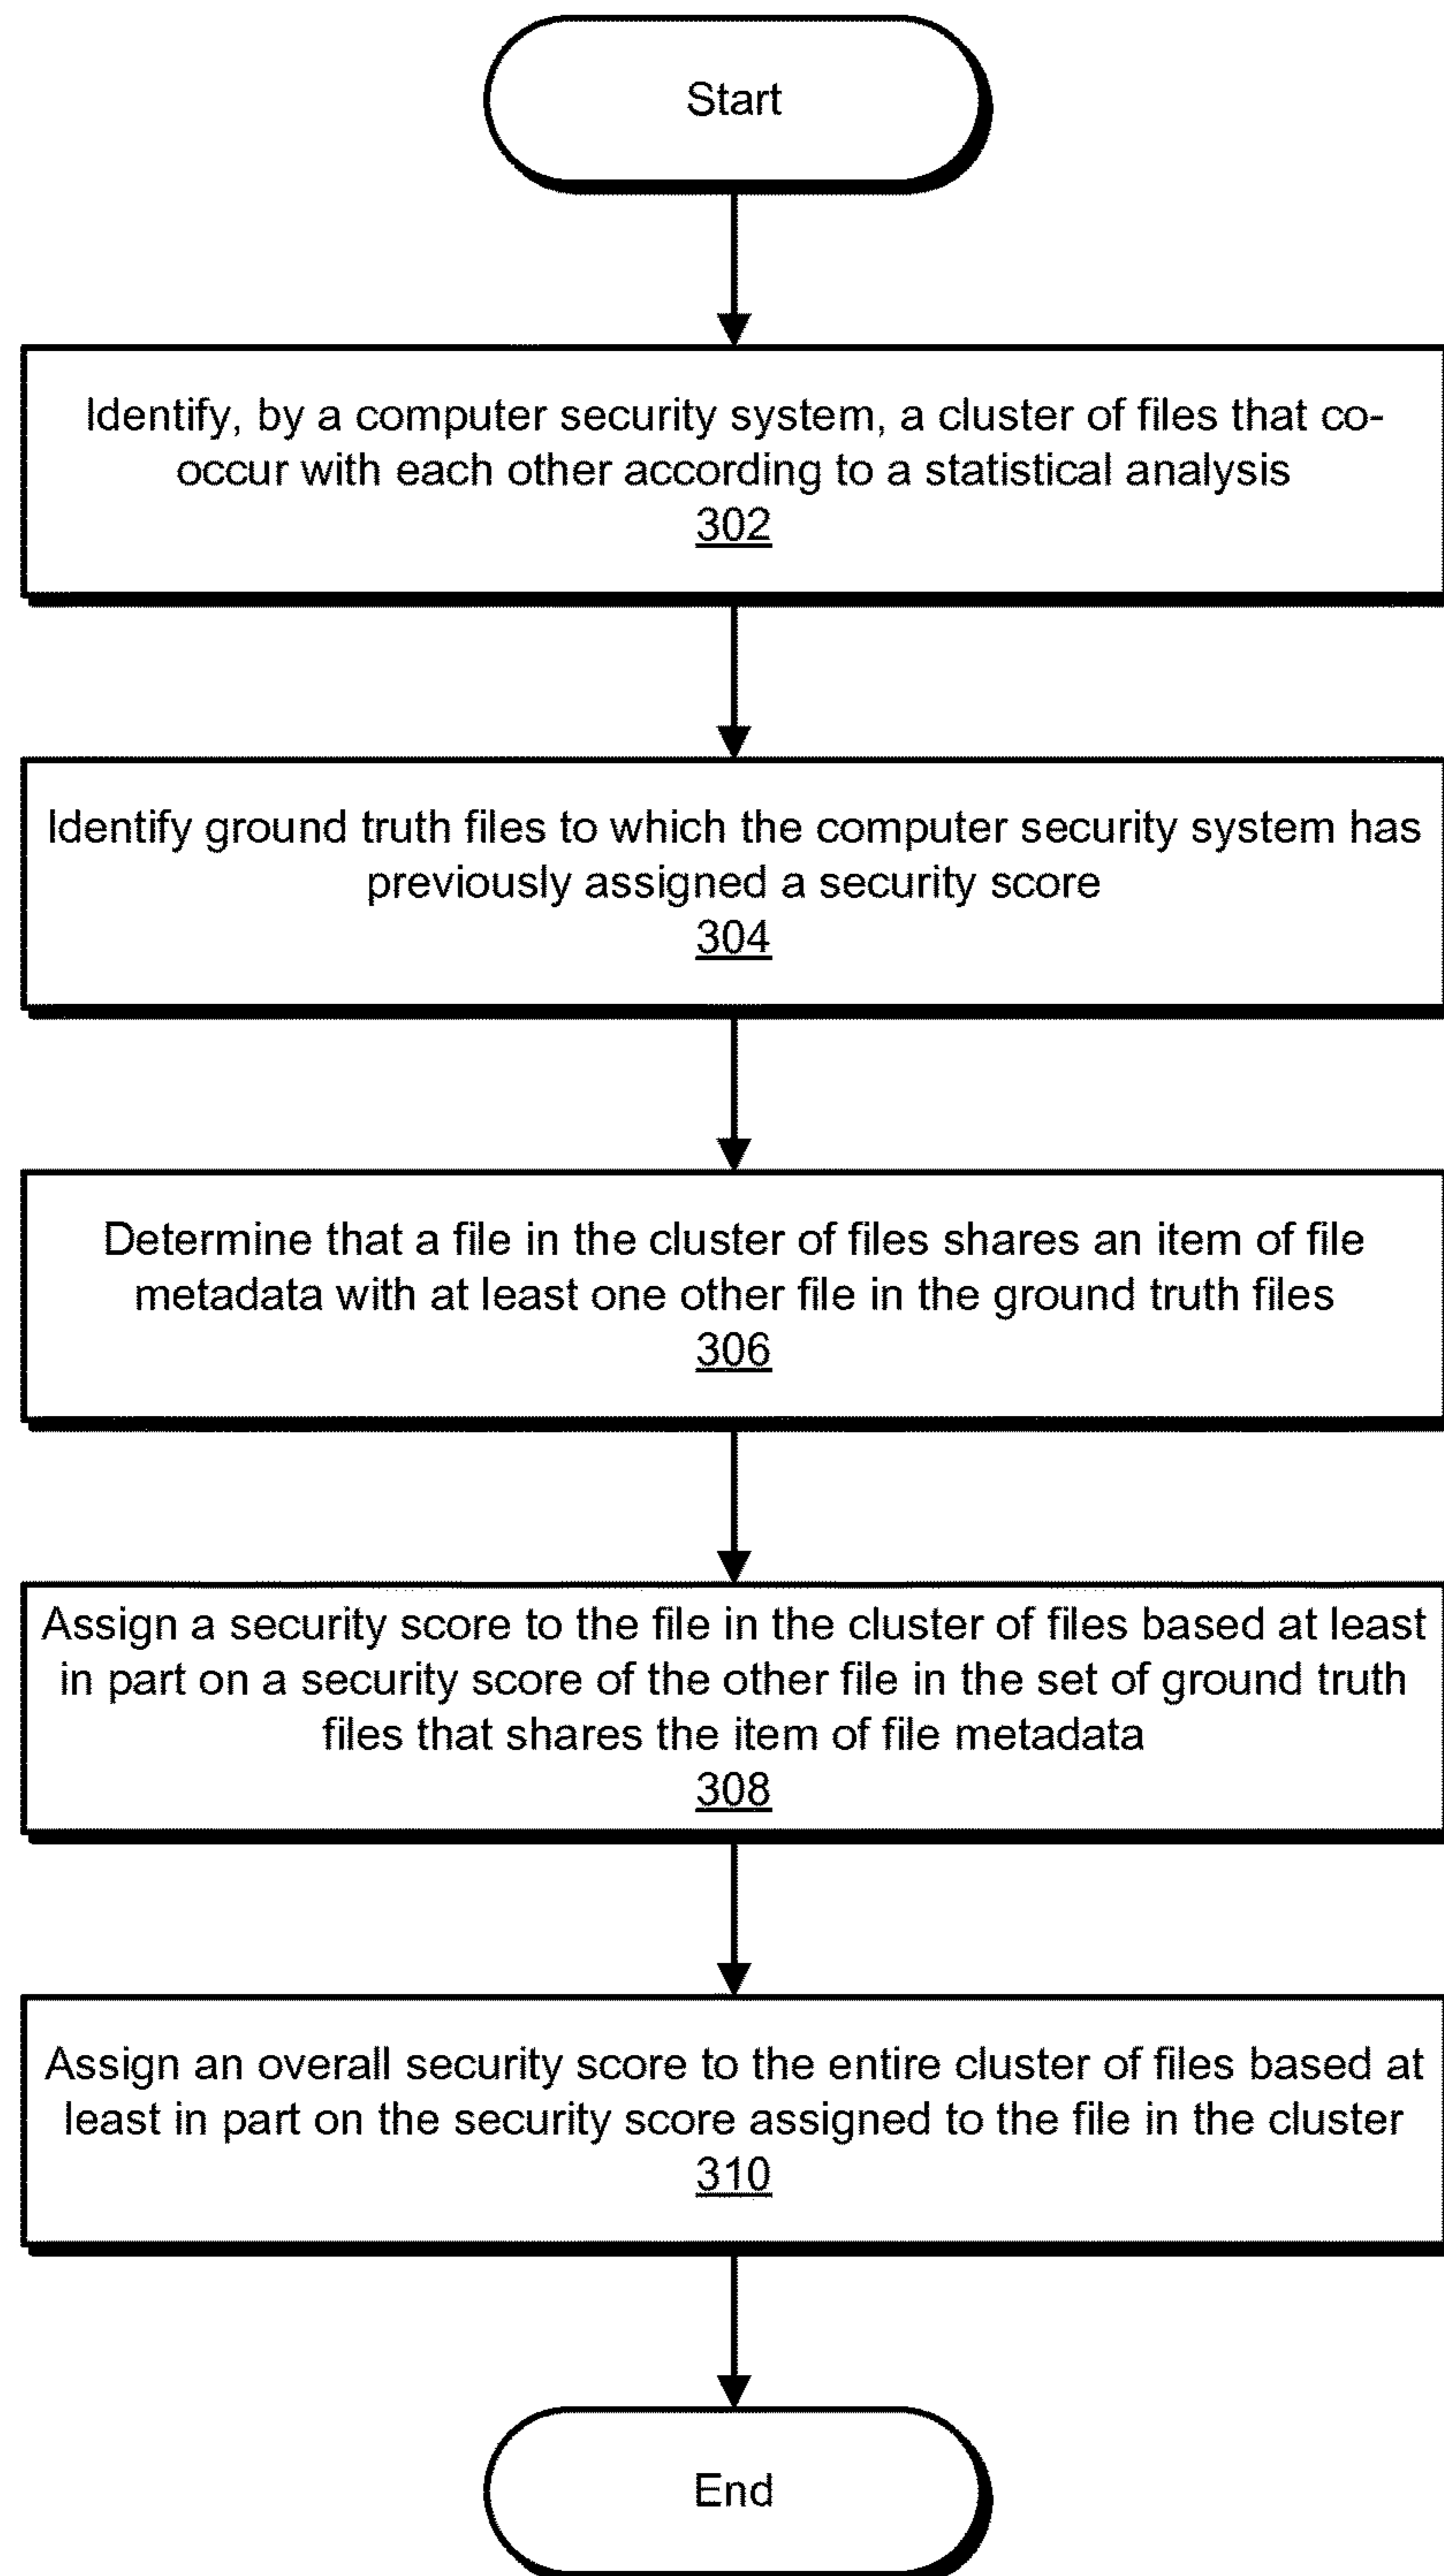 Start
Identify, by a computer security system, a cluster of files that co-
occur with each other according to a statistical analysis
302
Identify ground truth files to which the computer security system has
previously assigned a security score
304
Determine that a file in the cluster of files shares an item of file
metadata with at least one other file in the ground truth files
306
Assign a security score to the file in the cluster of files based at least
in part on a security score of the other file in the set of ground truth
files that shares the item of file metadata
308
Assign an overall security score to the entire cluster of files based at
least in part on the security score assigned to the file in the cluster
310
End